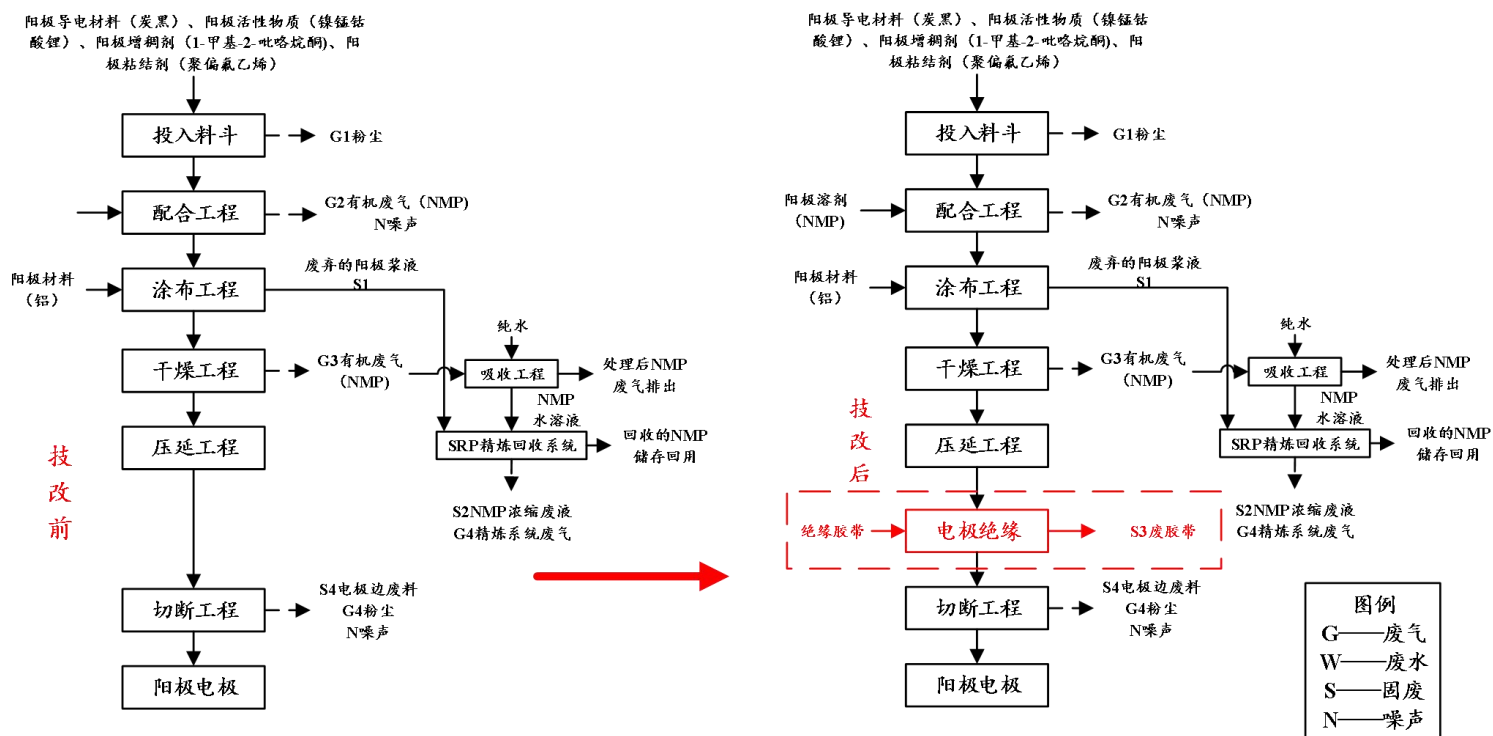 阳极导电材料（炭黑）、阳极活性物质（镍锰钴
酸锂）、阳极增稠剂（1-甲基-2-吡咯烷酮)、阳
极粘结剂（聚偏氟乙烯）
投入料斗
G1粉尘
配合工程
G2有机废气（NMP)
N噪声
阳极材料
（铝）
涂布工程
废弃的阳极浆液
S1
纯水
干燥工程
G3有机废气
（NMP)
吸收工程
处理后NMP
废气排出
NMP
水溶液
压延工程
SRP精炼回收系统
回收的NMP
储存回用
S2NMP浓缩废液
G4精炼系统废气
技
改
前
切断工程
S4电极边废料
G4粉尘
N噪声
阳极电极
阳极导电材料（炭黑）、阳极活性物质（镍锰钴
酸锂）、阳极增稠剂（1-甲基-2-吡咯烷酮)、阳
极粘结剂（聚偏氟乙烯）
投入料斗
G1粉尘
阳极溶剂
(NMP)
配合工程
G2有机废气（NMP)
N噪声
阳极材料
（铝）
涂布工程
废弃的阳极浆液
S1
纯水
干燥工程
G3有机废气
（NMP)
吸收工程
处理后NMP
废气排出
NMP
水溶液
技
改
后
压延工程
SRP精炼回收系统
回收的NMP
储存回用
S2NMP浓缩废液
G4精炼系统废气
绝缘胶带
电极绝缘
S3废胶带
切断工程
S4电极边废料
G4粉尘
N噪声
阳极电极
图例
G——废气
W——废水
S——固废
N——噪声